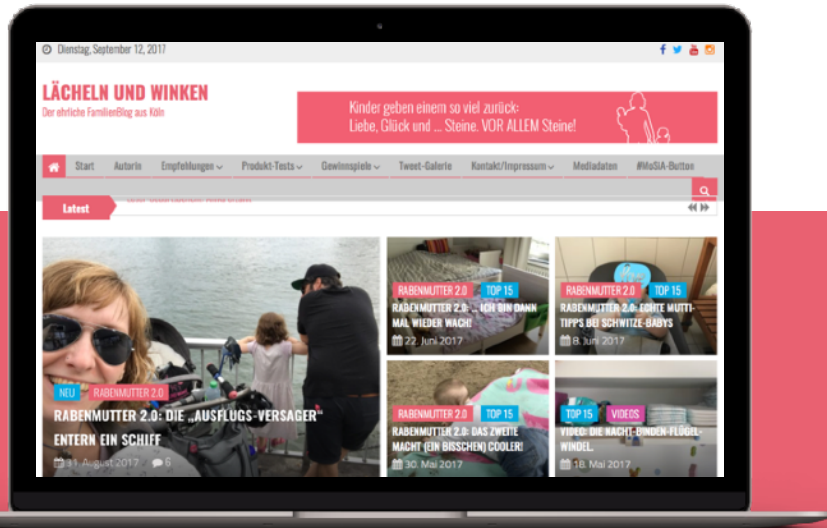 Dienstag, September 12, 2017
LÄCHELN UND WINKEN
Der ehrliche FamilienBlog aus Köln
Kinder geben einem so viel zurück:
Liebe, Glück und ... Steine. VOR ALLEM Steine!
Start Autorin Empfehlungen Produkt-Tests Gewinnspiele Tweet-Galerie Kontakt/Impressum Mediadaten #MoSiA-Button
Latest
NEU RABENMUTTER 2.0
RABENMUTTER 2.0: DIE „AUSFLUGS-VERSAGER“
ENTERN EIN SCHIFF
31. August 2017 6
RABENMUTTER 2.0 TOP 15
RABENMUTTER 2.0: ... ICH BIN DANN
MAL WIEDER WACH!
22. Juni 2017
RABENMUTTER 2.0 TOP 15
RABENMUTTER 2.0: ECHTE MUTTI-
TIPPS BEI SCHWITZE-BABYS
8. Juni 2017
RABENMUTTER 2.0 TOP 15
RABENMUTTER 2.0: DAS ZWEITE
MACHT (EIN BISSCHEN) COOLER!
30. Mai 2017
TOP 15 VIDEOS
VIDEO: DIE NACHT-BINDEN-FLÜGEL-
WINDEL.
18. Mai 2017